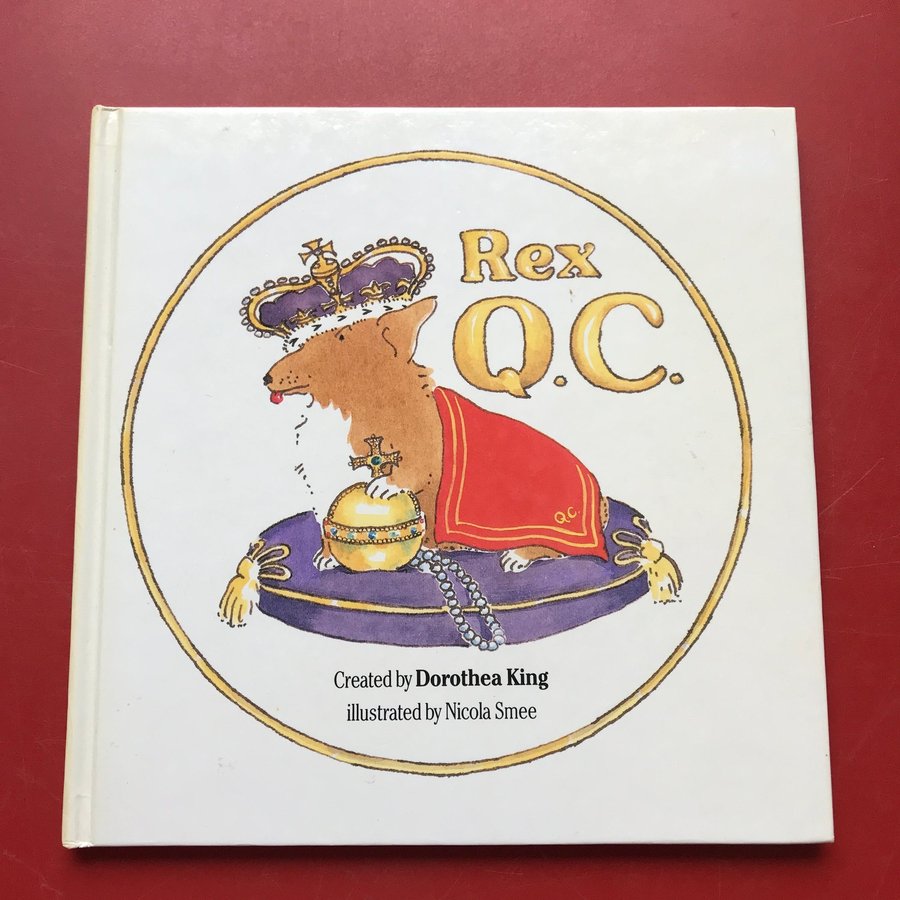 Rex
Q.C.
Q.C.
Created by Dorothea King
illustrated by Nicola Smee